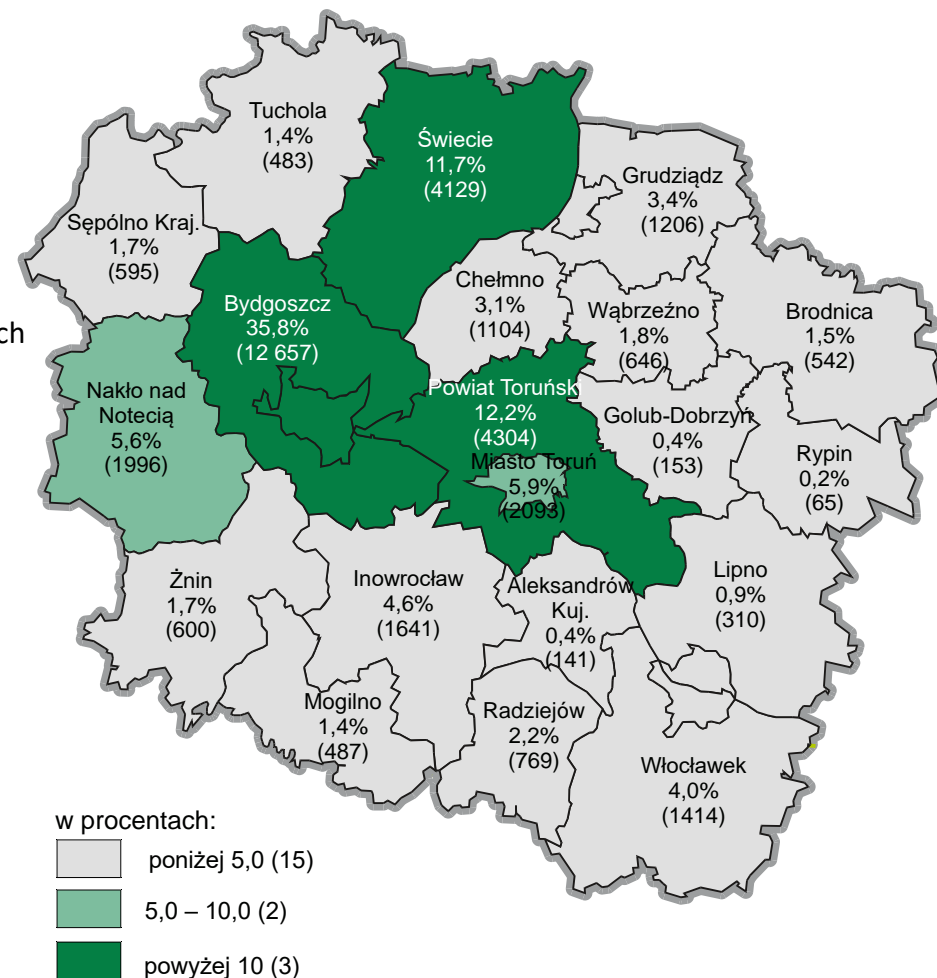 Tuchola
1,4%
(483)
Świecie
11,7%
(4129)
Grudziądz
3,4%
(1206)
Sępólno Kraj.
1,7%
(595)
Chełmno
3,1%
(1104)
Bydgoszcz
35,8%
(12 657)
Wąbrzeźno
1,8%
(646)
Brodnica
1,5%
(542)
ch
Nakło nad
Notecią
5,6%
(1996)
Powiat Toruński
12,2%
(4304)
Golub-Dobrzyń
0,4%
(153)
Rypin
0,2%
(65)
Miasto Toruń
5,9%
(2093)
Żnin
1,7%
(600)
Inowrocław
4,6%
(1641)
Aleksandrów
Kuj.
0,4%
(141)
Lipno
0,9%
(310)
Mogilno
1,4%
(487)
Radziejów
2,2%
(769)
Włocławek
4,0%
(1414)
w procentach:
poniżej 5,0 (15)
5,0 – 10,0 (2)
powyżej 10 (3)